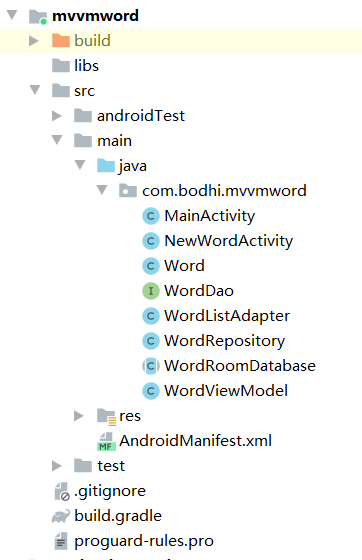 mvvmword
build
libs
src
androidTest
main
java
com.bodhi.mvvmword
C MainActivity
C NewWordActivity
C Word
I WordDao
C WordListAdapter
C WordRepository
C WordRoomDatabase
C WordViewModel
res
MF AndroidManifest.xml
test
.gitignore
build.gradle
proguard-rules.pro